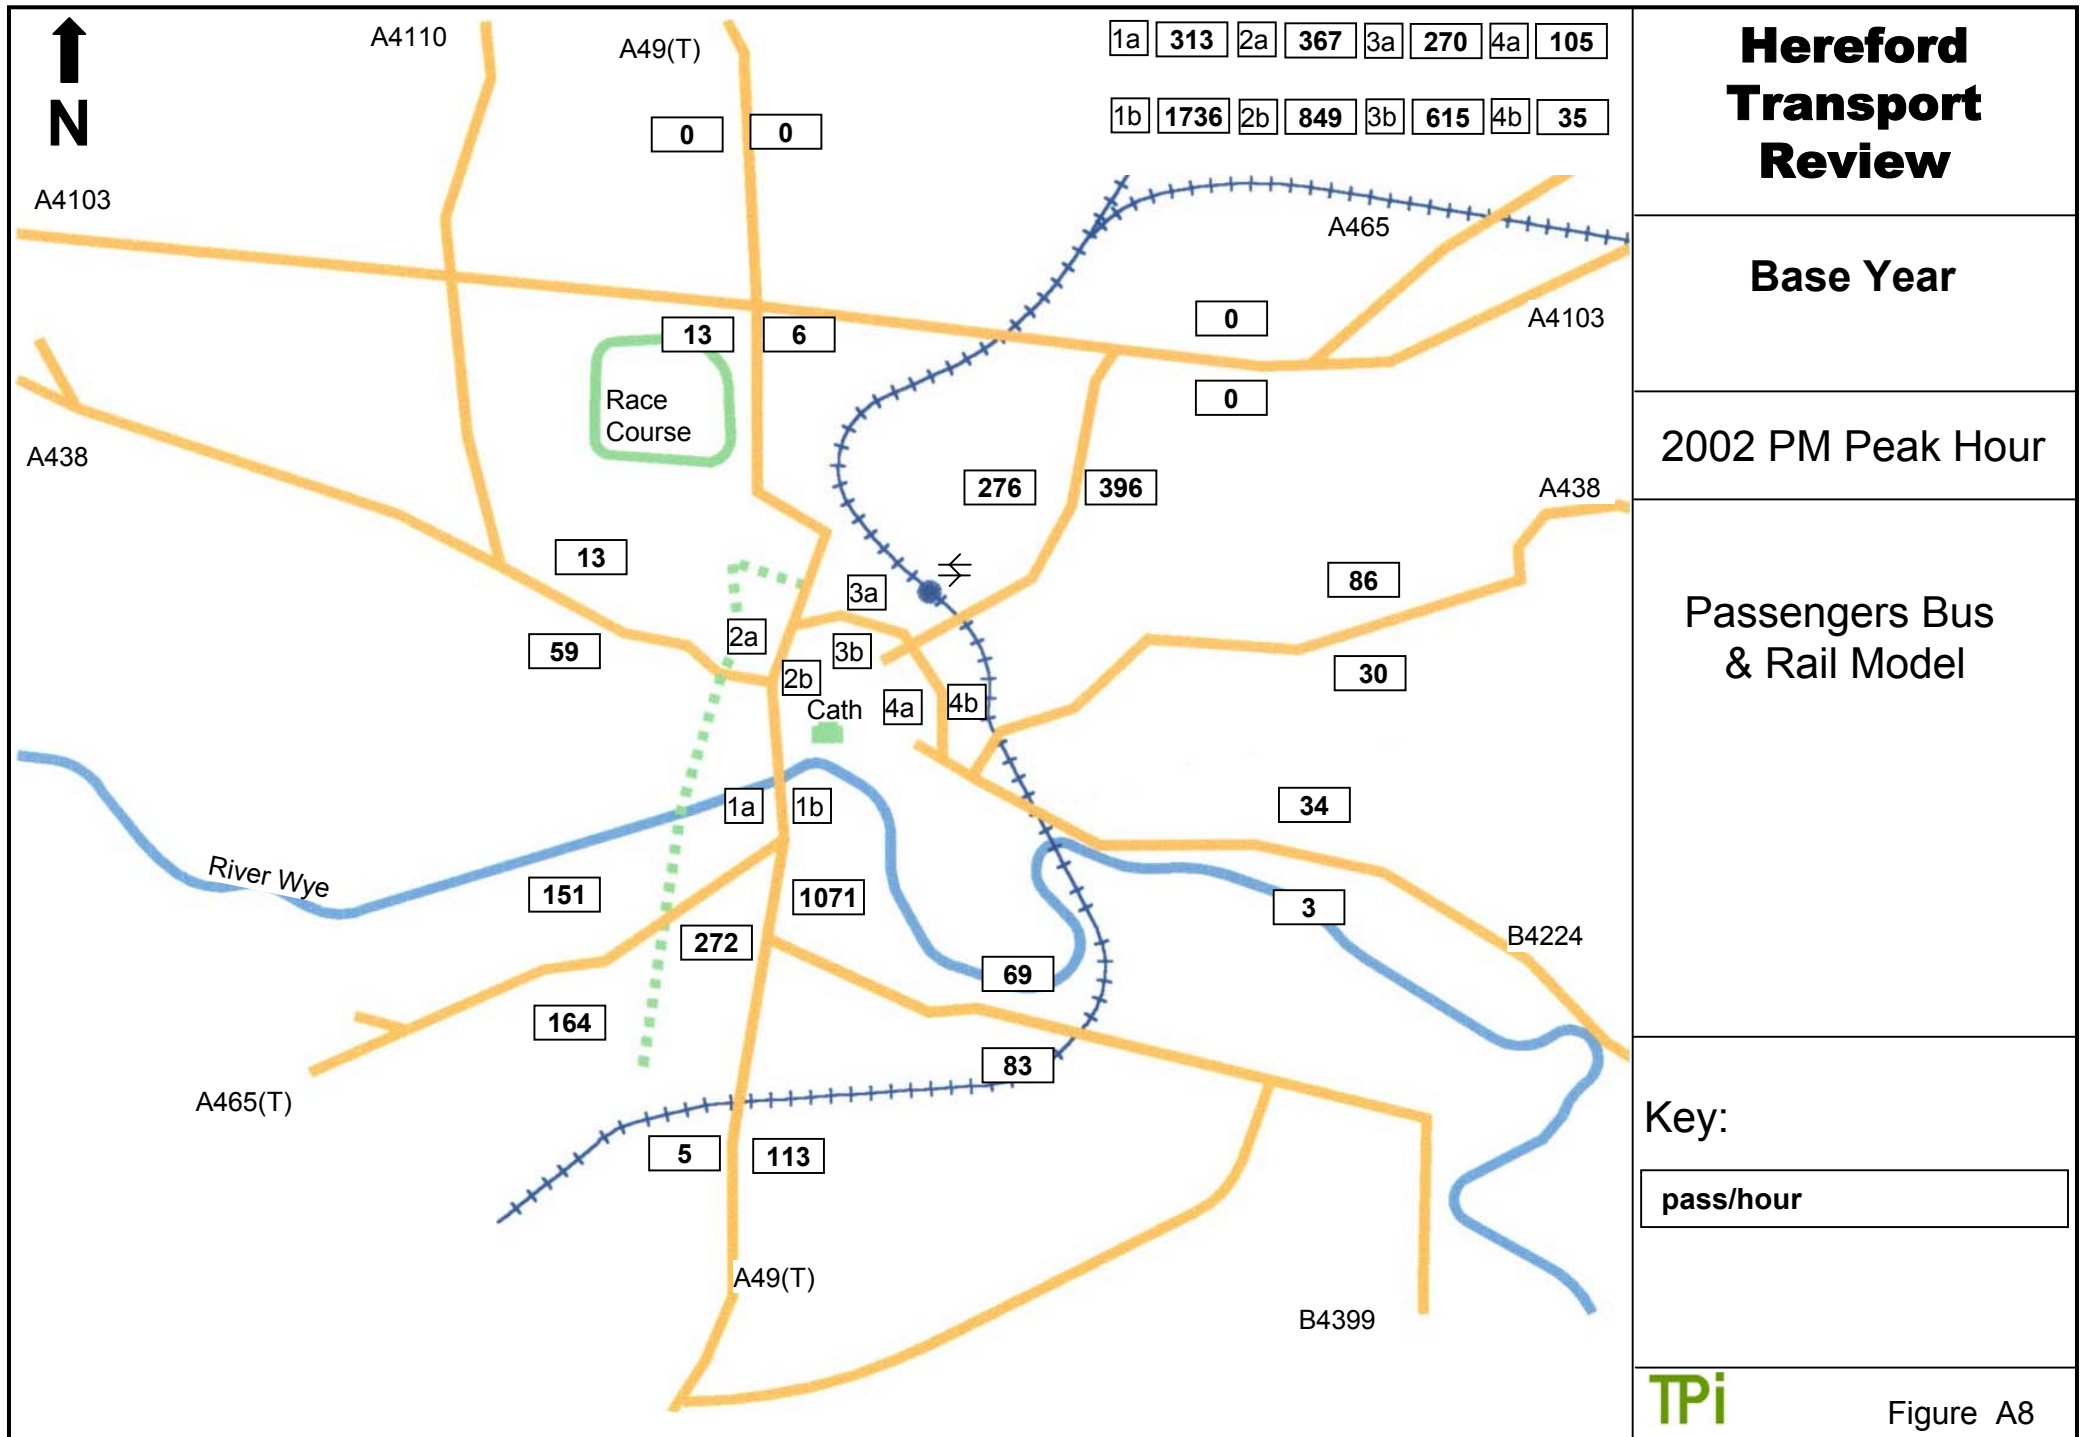 A4110
A49(T)
1a 313 2a 367 3a 270 4a 105
1b 1736 2b 849 3b 615 4b 35
N
0 0
A4103
A465
A4103
13 6
0
0
Race
Course
A438
276 396
A438
13
3a
86
59
2a
3b
2b
30
Cath
4a
4b
1a 1b
34
River Wye
151
1071
3
272
B4224
69
164
83
A465(T)
5 113
A49(T)
B4399
Hereford
Transport
Review
Base Year
2002 PM Peak Hour
Passengers Bus
& Rail Model
Key:
pass/hour
TPi
Figure A8